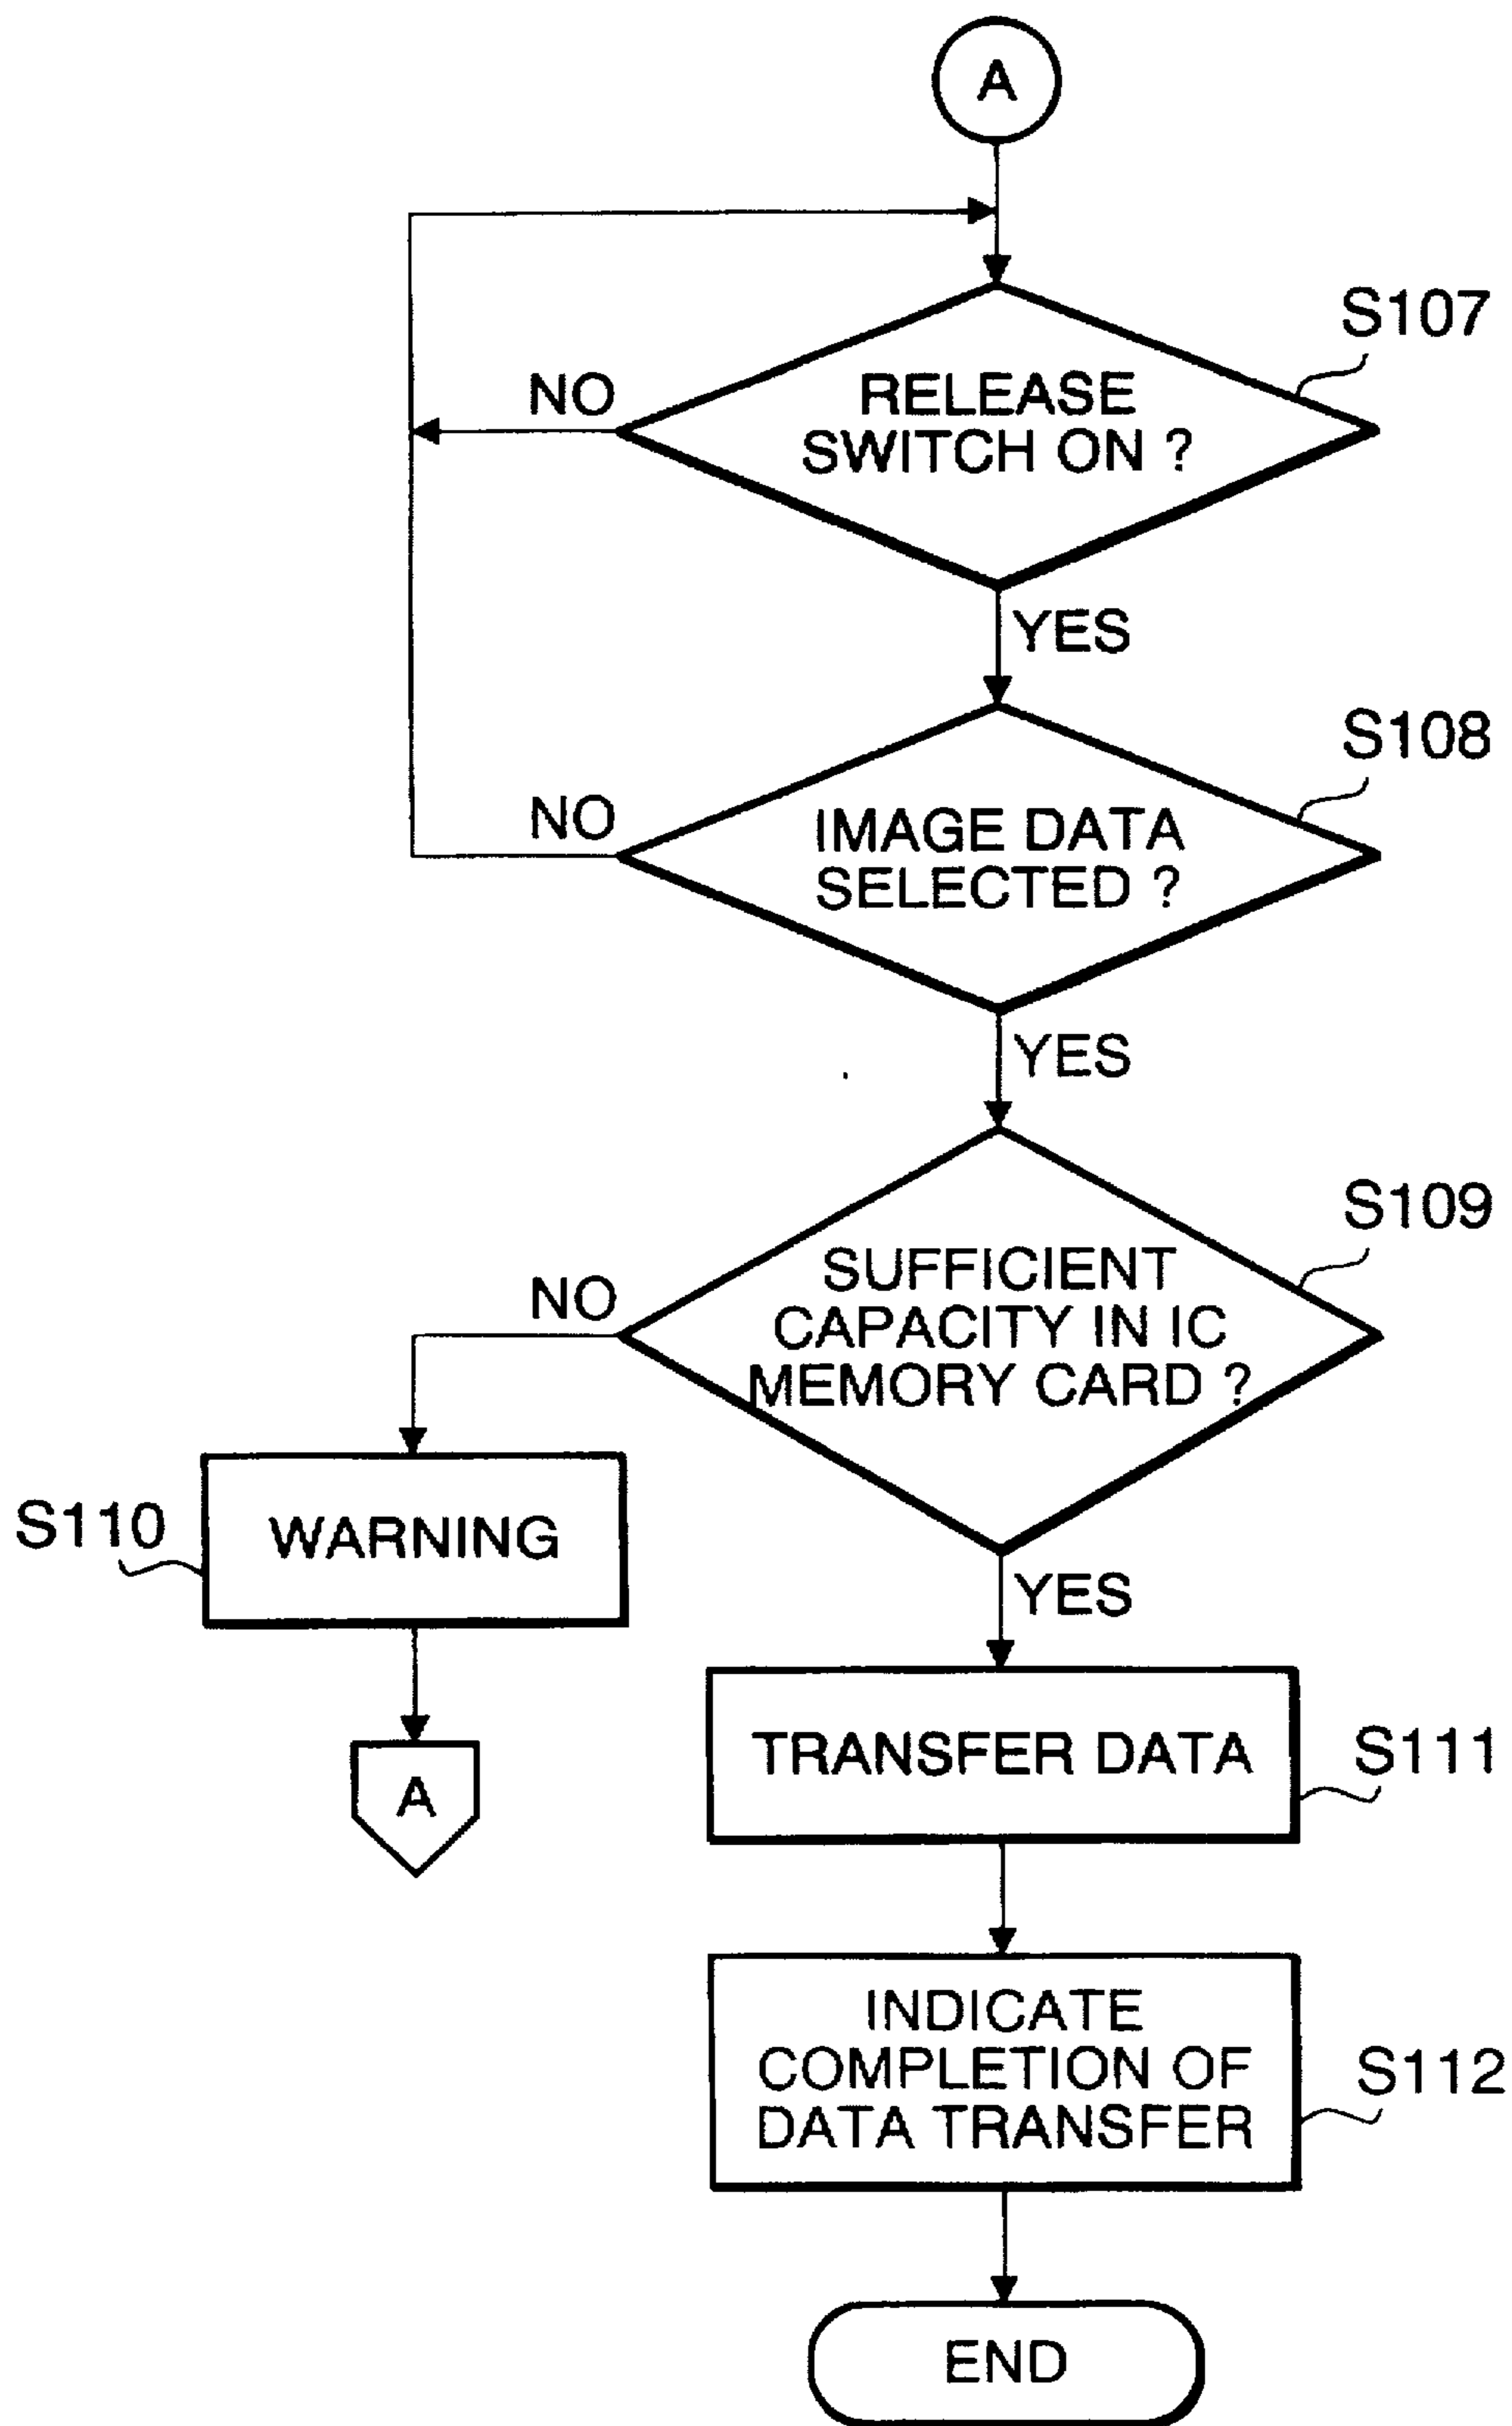 A
S107
NO
RELEASE
SWITCH ON ?
YES
S108
NO
IMAGE DATA
SELECTED ?
YES
S109
NO
SUFFICIENT
CAPACITY IN IC
MEMORY CARD ?
S110
WARNING
YES
A
TRANSFER DATA
S111
INDICATE
COMPLETION OF
DATA TRANSFER
S112
END